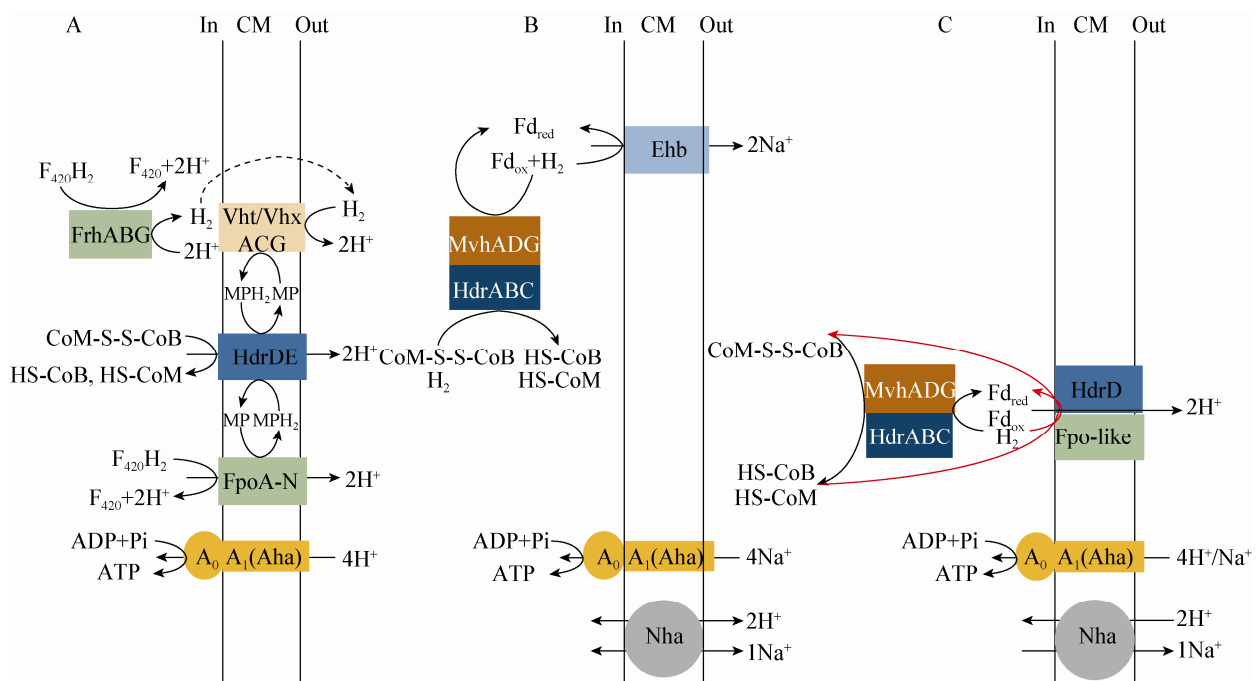 A In CM Out
F₄₂₀H₂
F₄₂₀+2H⁺
FrhABG
H₂
2H⁺
Vht/Vhx
ACG
H₂
2H⁺
MPH₂ MP
CoM-S-S-CoB
HS-CoB, HS-CoM
HdrDE
2H⁺
MP MPH₂
F₄₂₀H₂
F₄₂₀+2H⁺
FpoA-N
2H⁺
ADP+Pi
ATP
A₀ A₁(Aha)
4H⁺
B In CM Out
Fd_red
Fd_ox+H₂
Ehb
2Na⁺
MvhADG
HdrABC
CoM-S-S-CoB
H₂
HS-CoB
HS-CoM
ADP+Pi
ATP
A₀ A₁(Aha)
4Na⁺
Nha
2H⁺
1Na⁺
C In CM Out
CoM-S-S-CoB
MvhADG
HdrABC
HS-CoB
HS-CoM
Fd_red
Fd_ox
H₂
HdrD
Fpo-like
2H⁺
ADP+Pi
ATP
A₀ A₁(Aha)
4H⁺/Na⁺
Nha
2H⁺
1Na⁺